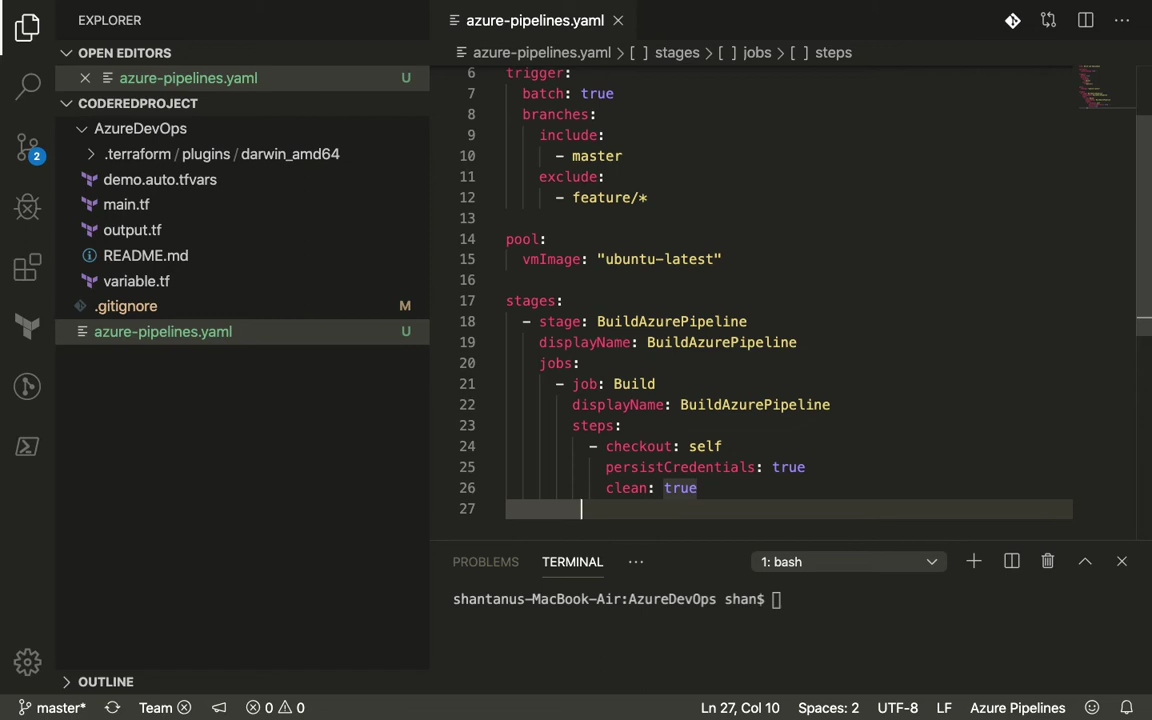 EXPLORER
OPEN EDITORS
azure-pipelines.yaml U
CODEREDPROJECT
AzureDevOps
.terraform / plugins / darwin_amd64
demo.auto.tfvars
main.tf
output.tf
README.md
variable.tf
.gitignore M
azure-pipelines.yaml U
2
OUTLINE
azure-pipelines.yaml
azure-pipelines.yaml > [ ] stages > [ ] jobs > [ ] steps
6 trigger:
7 batch: true
8 branches:
9 include:
10 - master
11 exclude:
12 - feature/*
13
14 pool:
15 vmImage: "ubuntu-latest"
16
17 stages:
18 - stage: BuildAzurePipeline
19 displayName: BuildAzurePipeline
20 jobs:
21 - job: Build
22 displayName: BuildAzurePipeline
23 steps:
24 - checkout: self
25 persistCredentials: true
26 clean: true
27
PROBLEMS TERMINAL ... 1: bash
shantanus-MacBook-Air:AzureDevOps shan$
master* Team 0 0 Ln 27, Col 10 Spaces: 2 UTF-8 LF Azure Pipelines